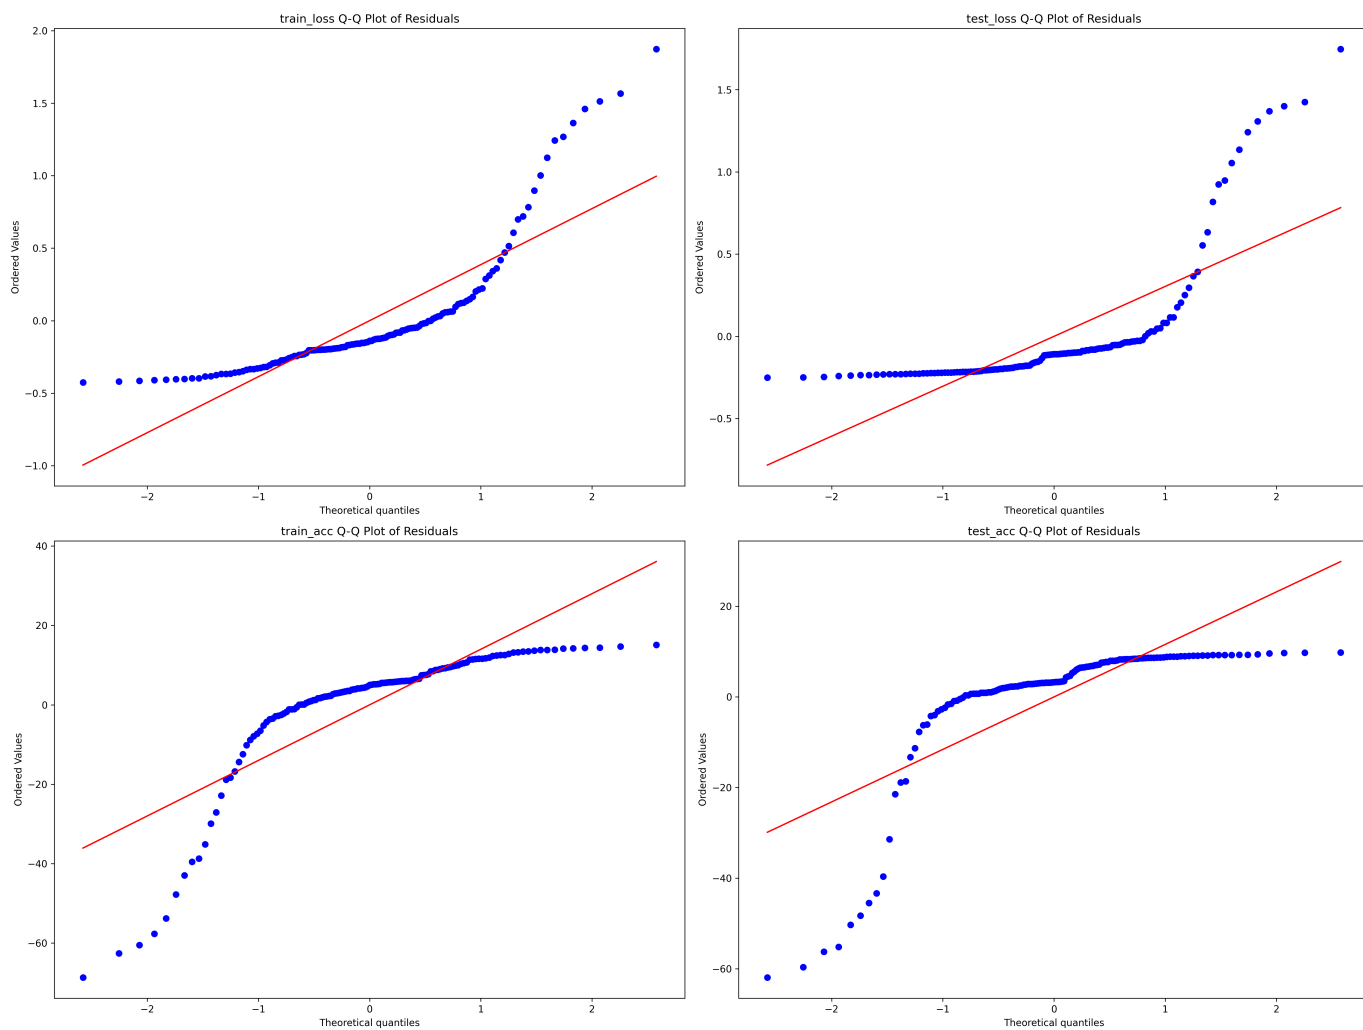 train_loss Q-Q Plot of Residuals
2.0
1.5
1.0
0.5
0.0
−0.5
−1.0
Ordered Values
−2 −1 0 1 2
Theoretical quantiles
test_loss Q-Q Plot of Residuals
1.5
1.0
0.5
0.0
−0.5
Ordered Values
−2 −1 0 1 2
Theoretical quantiles
train_acc Q-Q Plot of Residuals
40
20
0
−20
−40
−60
Ordered Values
−2 −1 0 1 2
Theoretical quantiles
test_acc Q-Q Plot of Residuals
20
0
−20
−40
−60
Ordered Values
−2 −1 0 1 2
Theoretical quantiles